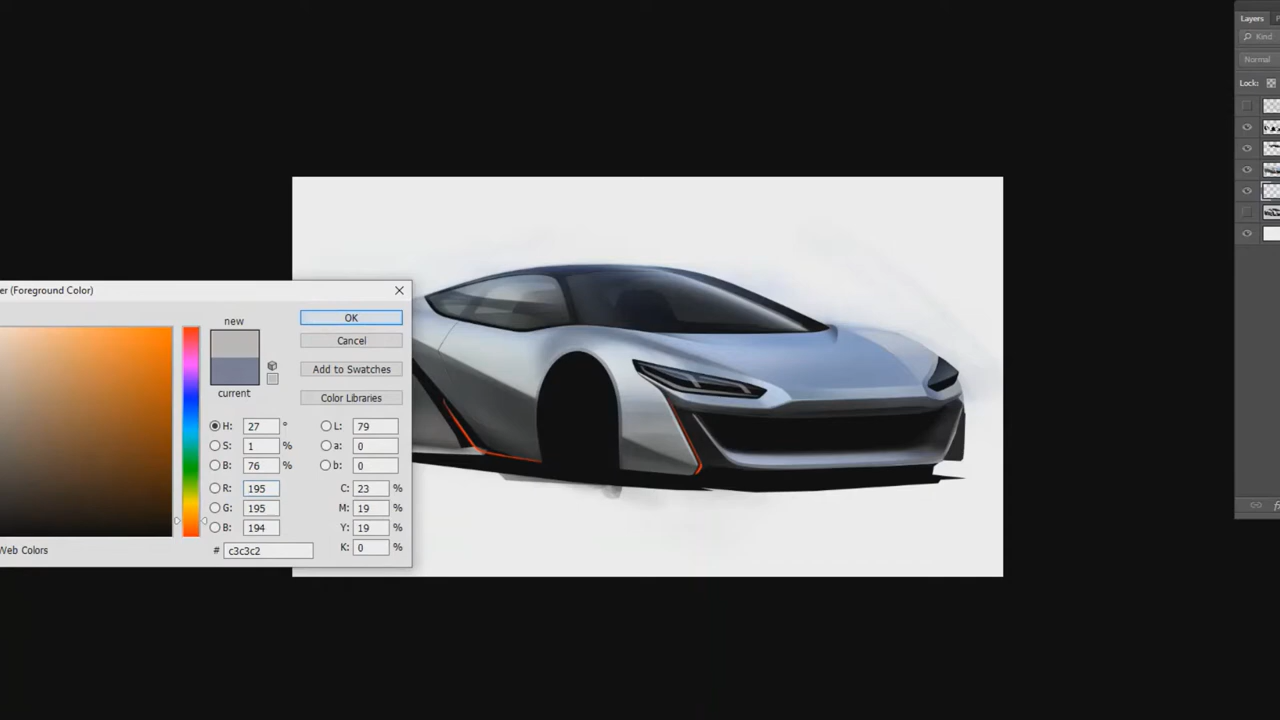 Layers
Kind
Normal
Lock:
er (Foreground Color)
new
current
OK
Cancel
Add to Swatches
Color Libraries
H: 27 °
S: 1 %
B: 76 %
R: 195
G: 195
B: 194
L: 79
a: 0
b: 0
C: 23 %
M: 19 %
Y: 19 %
K: 0 %
# c3c3c2
Web Colors